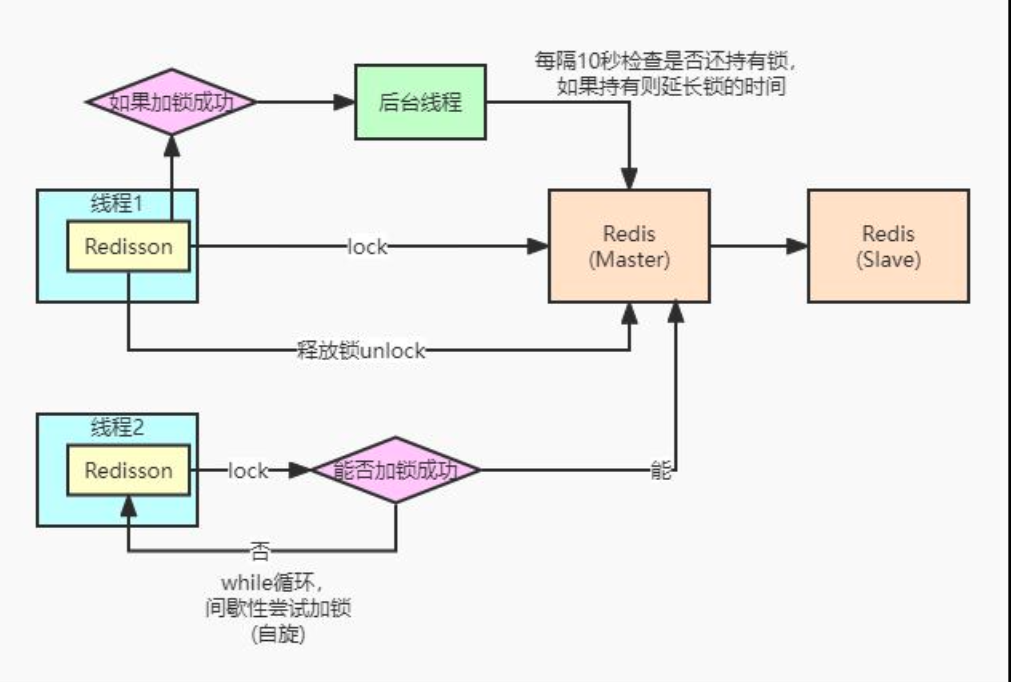 每隔10秒检查是否还持有锁，
如果持有则延长锁的时间
如果加锁成功
后台线程
线程1
Redisson
lock
Redis
(Master)
Redis
(Slave)
释放锁unlock
线程2
Redisson
lock
能否加锁成功
能
否
while循环，
间歇性尝试加锁
(自旋)